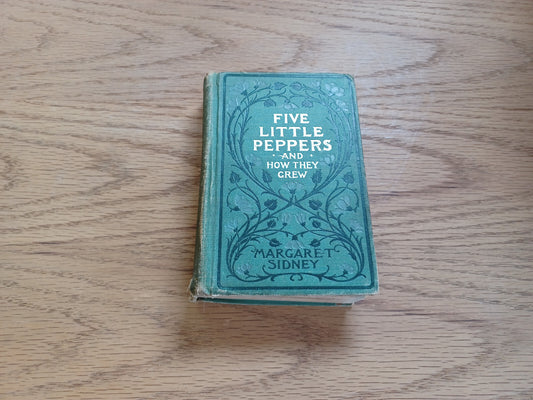 FIVE
LITTLE
PEPPERS
· AND ·
HOW THEY
GREW
MARGARET
SIDNEY